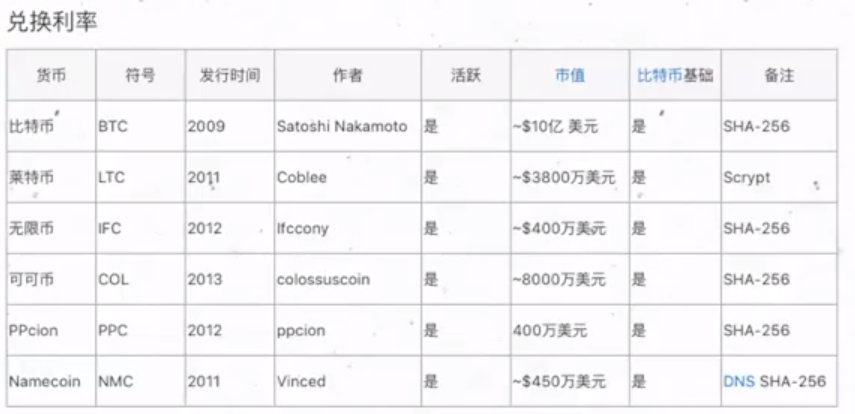 兑换利率
货币 符号 发行时间 作者 活跃 市值 比特币基础 备注
比特币 BTC 2009 Satoshi Nakamoto 是 ~$10亿 美元 是 SHA-256
莱特币 LTC 2011 Coblee 是 ~$3800万美元 是 Scrypt
无限币 IFC 2012 Ifccony 是 ~$400万美元 是 SHA-256
可可币 COL 2013 colossuscoin 是 ~8000万美元 是 SHA-256
PPcion PPC 2012 ppcion 是 400万美元 是 SHA-256
Namecoin NMC 2011 Vinced 是 ~$450万美元 是 DNS SHA-256